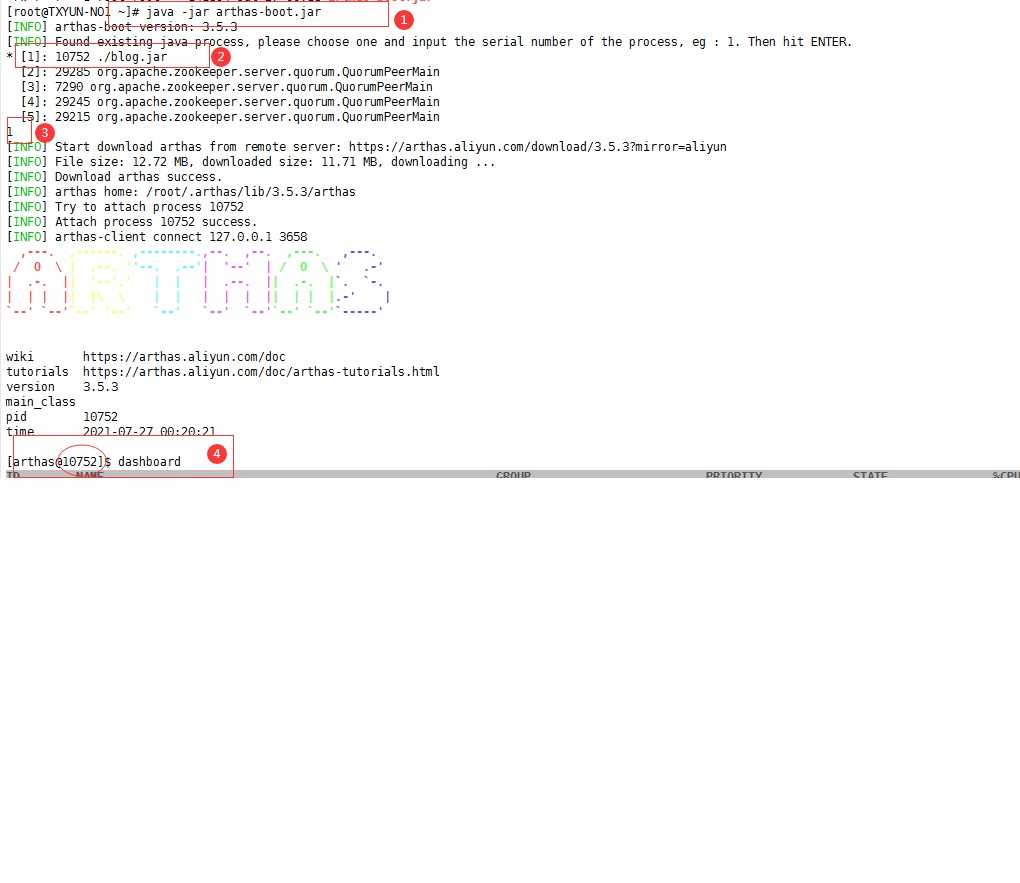 [root@TXYUN-NO1 ~]# java -jar arthas-boot.jar
1
[INFO] arthas-boot version: 3.5.3
[INFO] Found existing java process, please choose one and input the serial number of the process, eg : 1. Then hit ENTER.
* [1]: 10752 ./blog.jar
2
[2]: 29285 org.apache.zookeeper.server.quorum.QuorumPeerMain
[3]: 7290 org.apache.zookeeper.server.quorum.QuorumPeerMain
[4]: 29245 org.apache.zookeeper.server.quorum.QuorumPeerMain
[5]: 29215 org.apache.zookeeper.server.quorum.QuorumPeerMain
1
3
[INFO] Start download arthas from remote server: https://arthas.aliyun.com/download/3.5.3?mirror=aliyun
[INFO] File size: 12.72 MB, downloaded size: 11.71 MB, downloading ...
[INFO] Download arthas success.
[INFO] arthas home: /root/.arthas/lib/3.5.3/arthas
[INFO] Try to attach process 10752
[INFO] Attach process 10752 success.
[INFO] arthas-client connect 127.0.0.1 3658
ARTHAS
wiki https://arthas.aliyun.com/doc
tutorials https://arthas.aliyun.com/doc/arthas-tutorials.html
version 3.5.3
main_class
pid 10752
time 2021-07-27 00:20:21
4
[arthas@10752]$ dashboard
ID NAME GROUP PRIORITY STATE %CPU